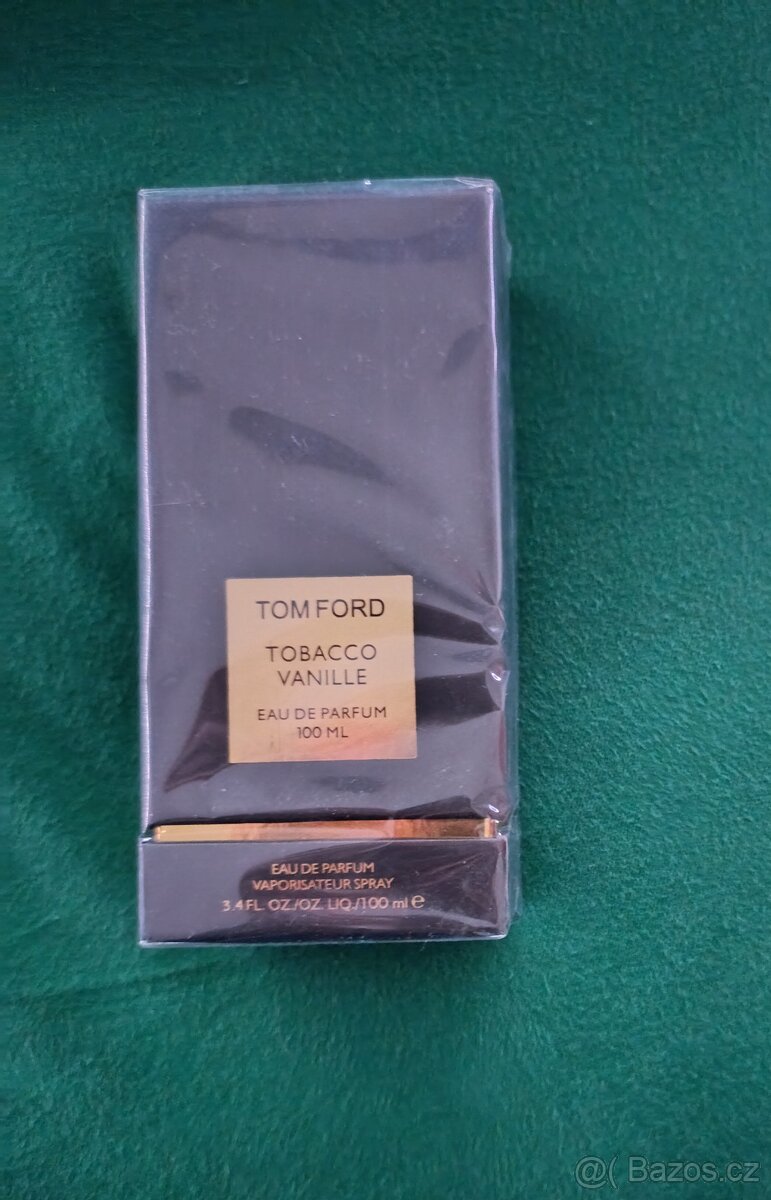 TOM FORD
TOBACCO
VANILLE
EAU DE PARFUM
100 ML
EAU DE PARFUM
VAPORISATEUR SPRAY
3.4 FL. OZ./OZ. LIQ./100 ml ℮
@( Bazos.cz